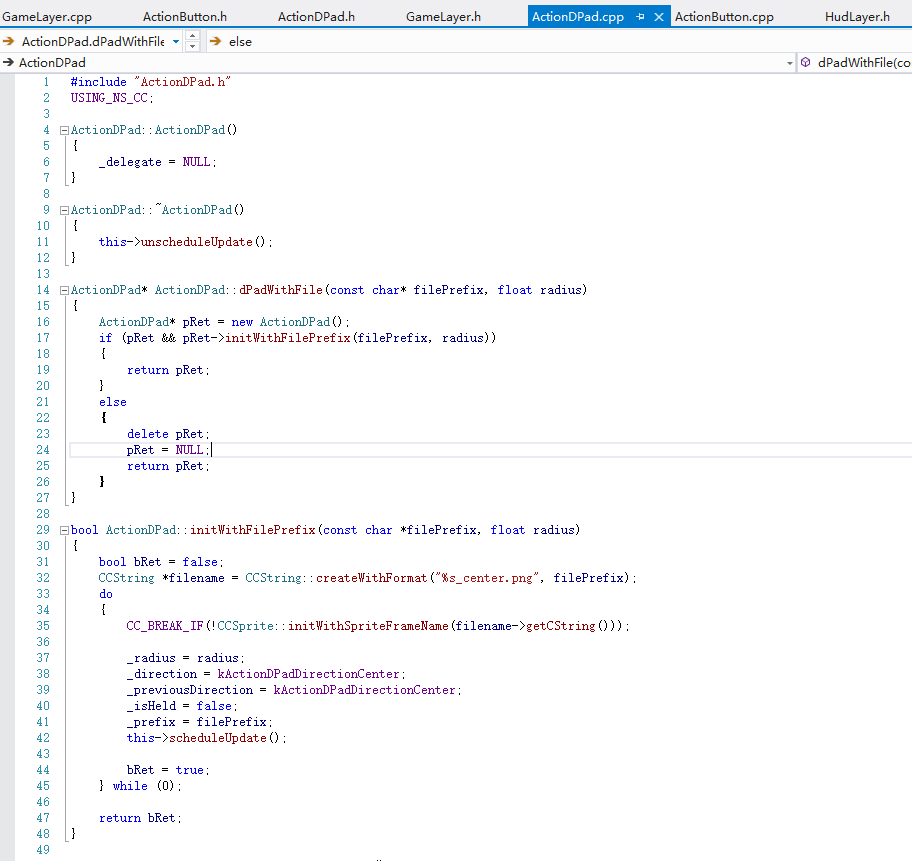 GameLayer.cpp ActionButton.h ActionDPad.h GameLayer.h ActionDPad.cpp ActionButton.cpp HudLayer.h
ActionDPad.dPadWithFile else
ActionDPad dPadWithFile(co
1 #include "ActionDPad.h"
2 USING_NS_CC;
3
4 ActionDPad::ActionDPad()
5 {
6     _delegate = NULL;
7 }
8
9 ActionDPad::~ActionDPad()
10 {
11     this->unscheduleUpdate();
12 }
13
14 ActionDPad* ActionDPad::dPadWithFile(const char* filePrefix, float radius)
15 {
16     ActionDPad* pRet = new ActionDPad();
17     if (pRet && pRet->initWithFilePrefix(filePrefix, radius))
18     {
19         return pRet;
20     }
21     else
22     {
23         delete pRet;
24         pRet = NULL;
25         return pRet;
26     }
27 }
28
29 bool ActionDPad::initWithFilePrefix(const char *filePrefix, float radius)
30 {
31     bool bRet = false;
32     CCString *filename = CCString::createWithFormat("%s_center.png", filePrefix);
33     do
34     {
35         CC_BREAK_IF(!CCSprite::initWithSpriteFrameName(filename->getCString()));
36
37         _radius = radius;
38         _direction = kActionDPadDirectionCenter;
39         _previousDirection = kActionDPadDirectionCenter;
40         _isHeld = false;
41         _prefix = filePrefix;
42         this->scheduleUpdate();
43
44         bRet = true;
45     } while (0);
46
47     return bRet;
48 }
49